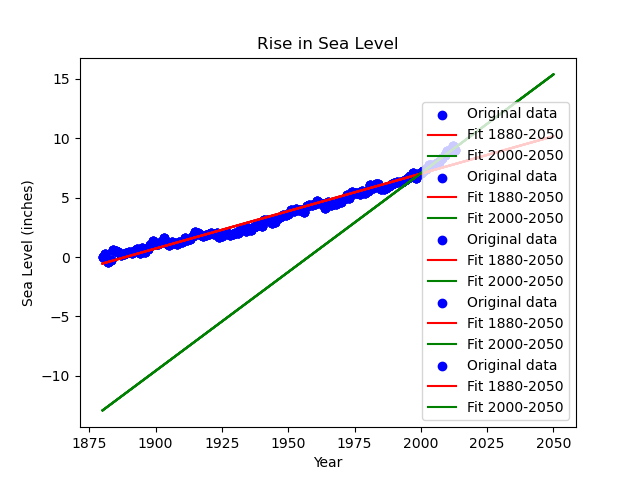 Rise in Sea Level
Sea Level (inches)
15
10
5
0
−5
−10
Original data
Fit 1880-2050
Fit 2000-2050
Original data
Fit 1880-2050
Fit 2000-2050
Original data
Fit 1880-2050
Fit 2000-2050
Original data
Fit 1880-2050
Fit 2000-2050
Original data
Fit 1880-2050
Fit 2000-2050
1875 1900 1925 1950 1975 2000 2025 2050
Year